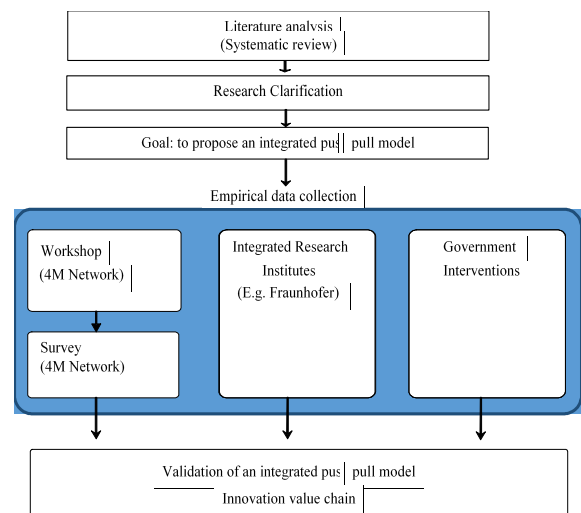 Literature analysis
(Systematic review)
Research Clarification
Goal: to propose an integrated pus pull model
Empirical data collection
Workshop
(4M Network)
Survey
(4M Network)
Integrated Research
Institutes
(E.g. Fraunhofer)
Government
Interventions
Validation of an integrated pus pull model
Innovation value chain